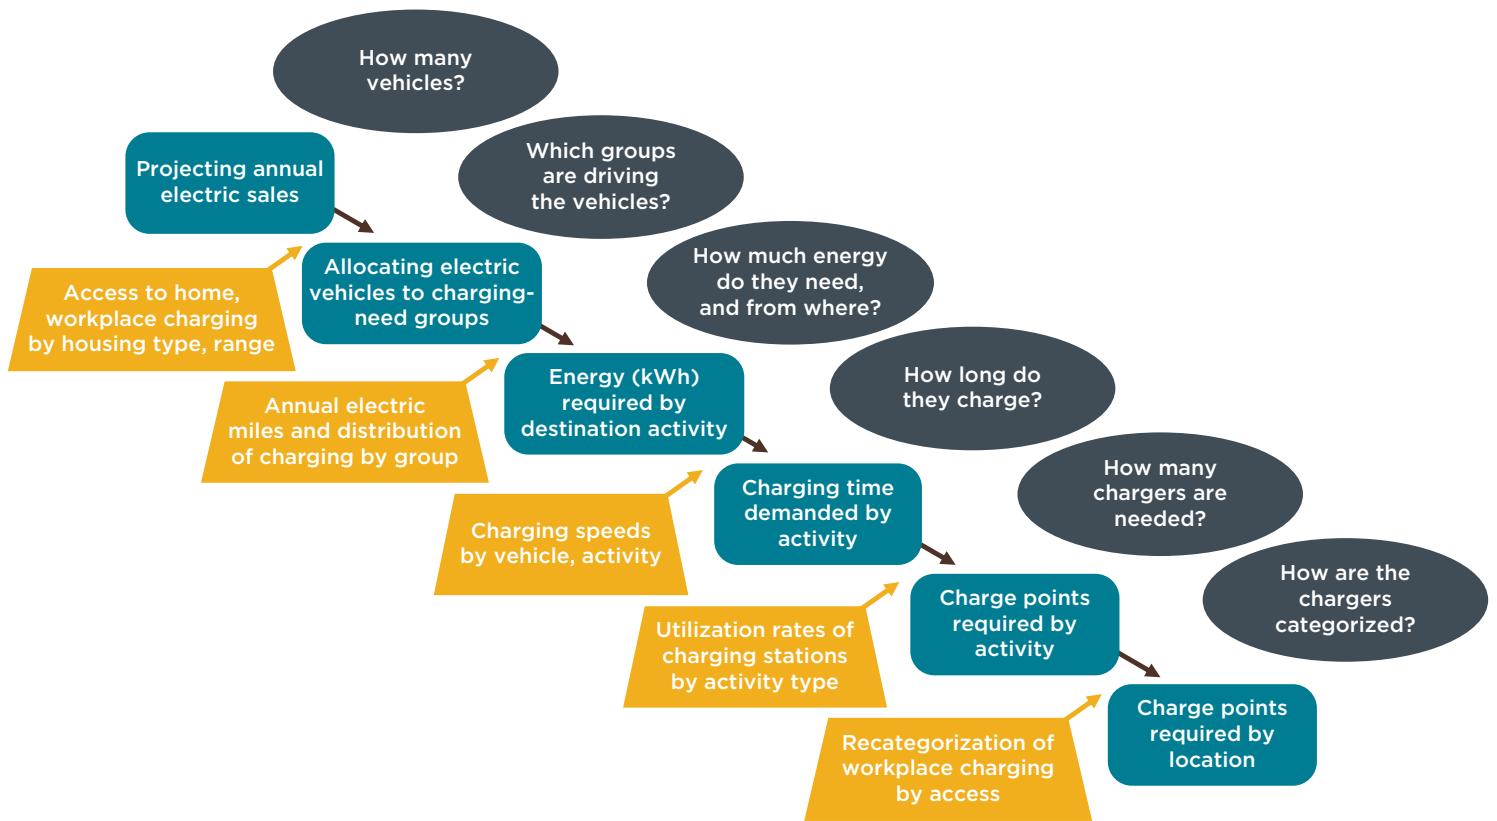 How many
vehicles?
Which groups
are driving
the vehicles?
Projecting annual
electric sales
How much energy
do they need,
and from where?
Allocating electric
vehicles to charging-
need groups
Access to home,
workplace charging
by housing type, range
How long do
they charge?
Energy (kWh)
required by
destination activity
Annual electric
miles and distribution
of charging by group
How many
chargers are
needed?
Charging time
demanded by
activity
Charging speeds
by vehicle, activity
How are the
chargers
categorized?
Charge points
required by
activity
Utilization rates of
charging stations
by activity type
Charge points
required by
location
Recategorization of
workplace charging
by access